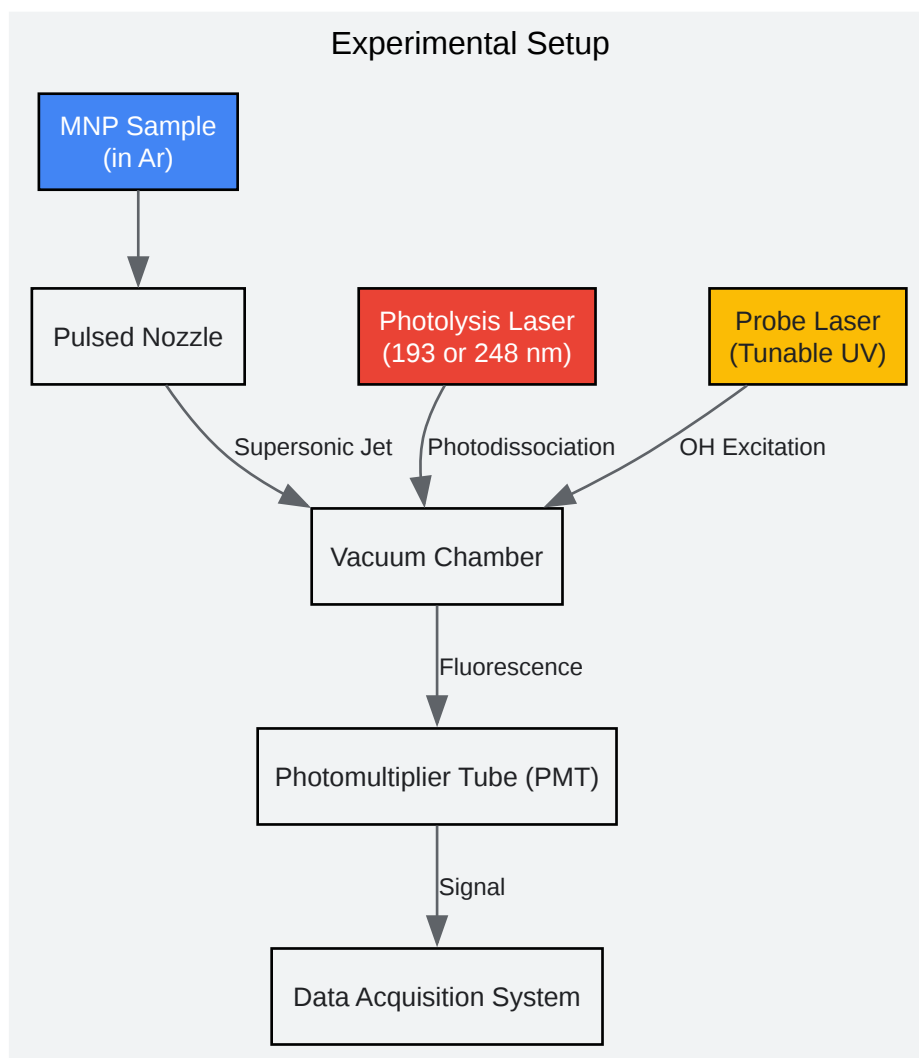 Experimental Setup
MNP Sample
(in Ar)
Pulsed Nozzle
Photolysis Laser
(193 or 248 nm)
Probe Laser
(Tunable UV)
Supersonic Jet
Photodissociation
OH Excitation
Vacuum Chamber
Fluorescence
Photomultiplier Tube (PMT)
Signal
Data Acquisition System